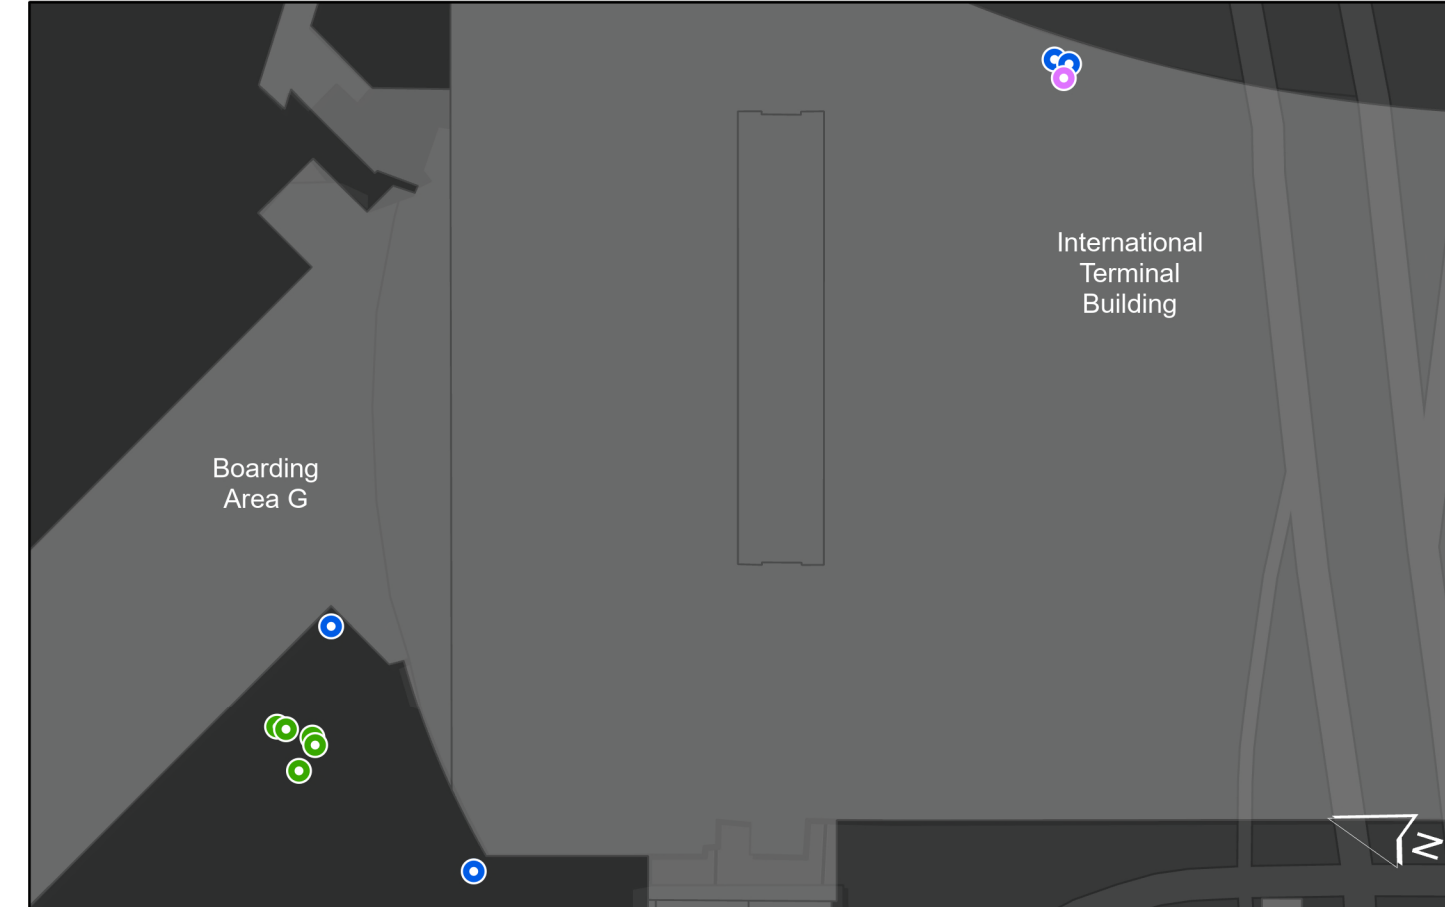 International
Terminal
Building
Boarding
Area G
N